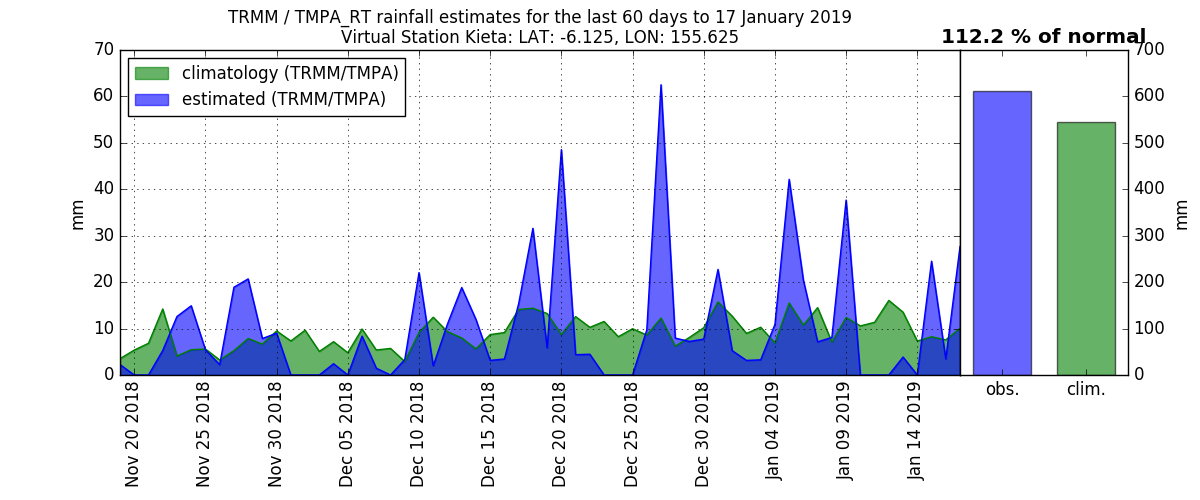 TRMM / TMPA_RT rainfall estimates for the last 60 days to 17 January 2019
Virtual Station Kieta: LAT: -6.125, LON: 155.625
112.2 % of normal
climatology (TRMM/TMPA)
estimated (TRMM/TMPA)
70
60
50
40
30
20
10
0
mm
Nov 20 2018
Nov 25 2018
Nov 30 2018
Dec 05 2018
Dec 10 2018
Dec 15 2018
Dec 20 2018
Dec 25 2018
Dec 30 2018
Jan 04 2019
Jan 09 2019
Jan 14 2019
obs.
clim.
700
600
500
400
300
200
100
0
mm